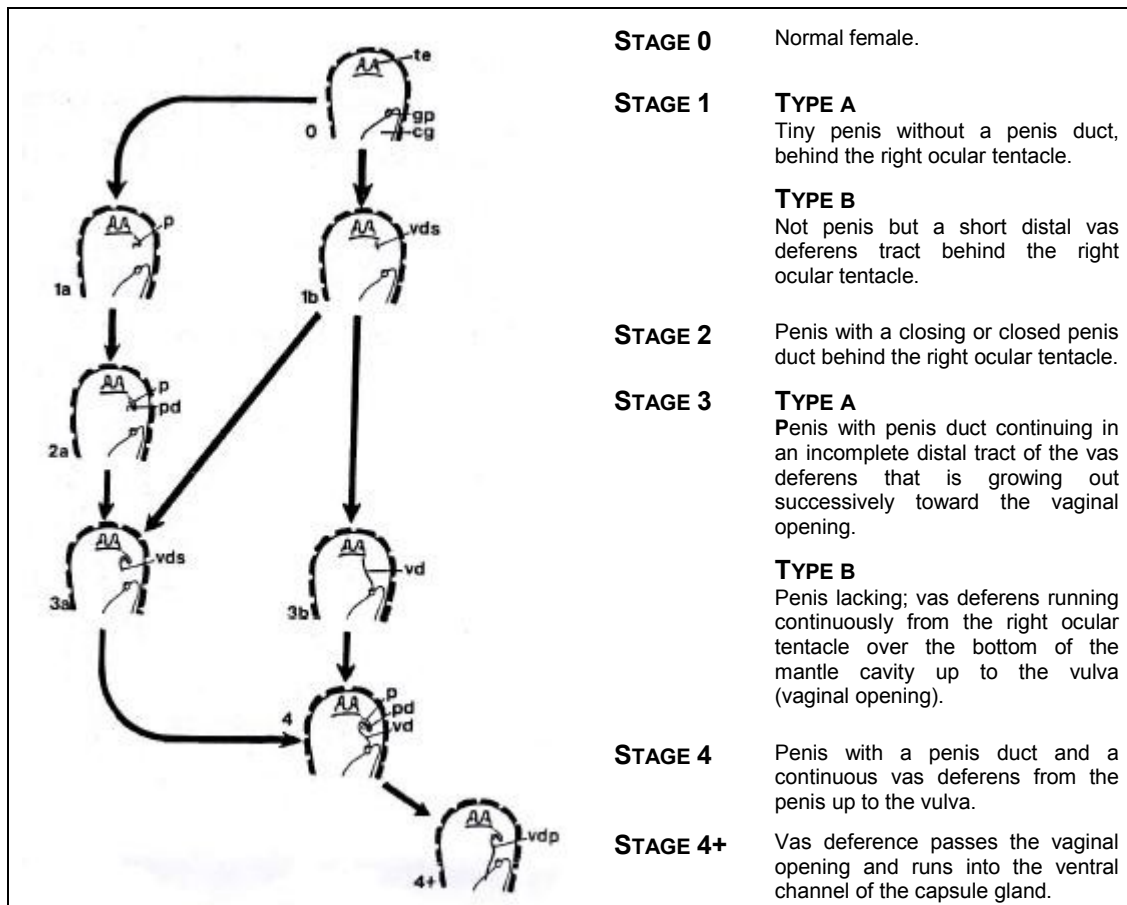 te
gp
cg
0
p
1a
vds
1b
p
pd
2a
vds
3a
vd
3b
4
p
pd
vd
vdp
4+
STAGE 0 Normal female.
STAGE 1 TYPE A
Tiny penis without a penis duct,
behind the right ocular tentacle.
TYPE B
Not penis but a short distal vas
deferens tract behind the right
ocular tentacle.
STAGE 2 Penis with a closing or closed penis
duct behind the right ocular tentacle.
STAGE 3 TYPE A
Penis with penis duct continuing in
an incomplete distal tract of the vas
deferens that is growing out
successively toward the vaginal
opening.
TYPE B
Penis lacking; vas deferens running
continuously from the right ocular
tentacle over the bottom of the
mantle cavity up to the vulva
(vaginal opening).
STAGE 4 Penis with a penis duct and a
continuous vas deferens from the
penis up to the vulva.
STAGE 4+ Vas deference passes the vaginal
opening and runs into the ventral
channel of the capsule gland.